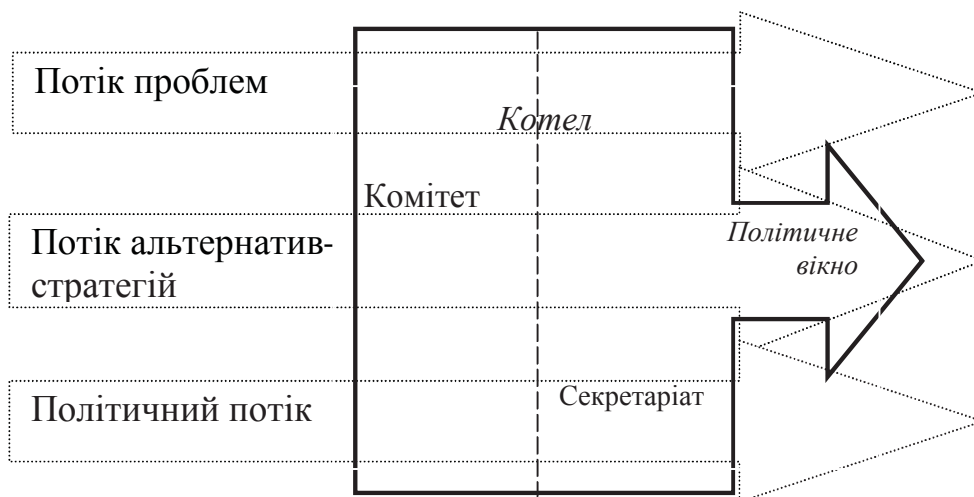 Потік проблем
Котел
Комітет
Потік альтернатив-
стратегій
Політичне
вікно
Секретаріат
Політичний потік